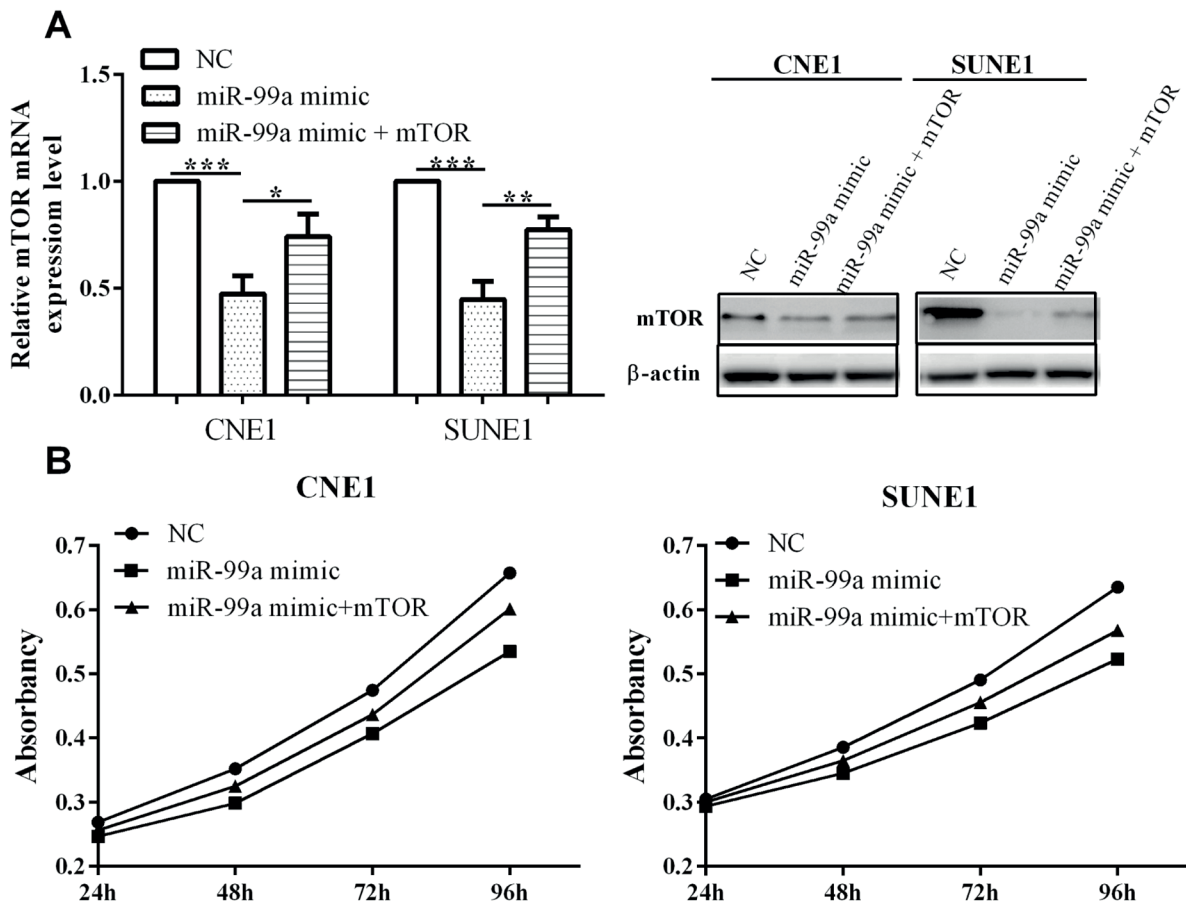 A
NC
miR-99a mimic
miR-99a mimic + mTOR
Relative mTOR mRNA
expression level
1.5
1.0
0.5
0.0
***
*
***
**
CNE1
SUNE1
CNE1
SUNE1
NC
miR-99a mimic
miR-99a mimic + mTOR
NC
miR-99a mimic
miR-99a mimic + mTOR
mTOR
β-actin
B
CNE1
NC
miR-99a mimic
miR-99a mimic+mTOR
Absorbancy
0.7
0.6
0.5
0.4
0.3
0.2
24h
48h
72h
96h
SUNE1
NC
miR-99a mimic
miR-99a mimic+mTOR
Absorbancy
0.7
0.6
0.5
0.4
0.3
0.2
24h
48h
72h
96h